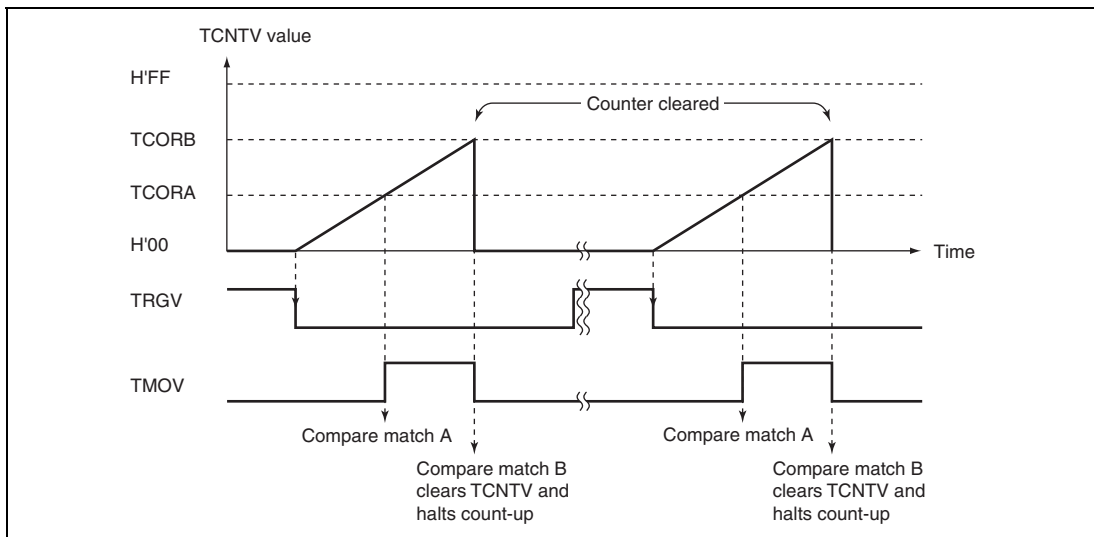 TCNTV value
H'FF
Counter cleared
TCORB
TCORA
H'00
Time
TRGV
TMOV
Compare match A
Compare match A
Compare match B
clears TCNTV and
halts count-up
Compare match B
clears TCNTV and
halts count-up